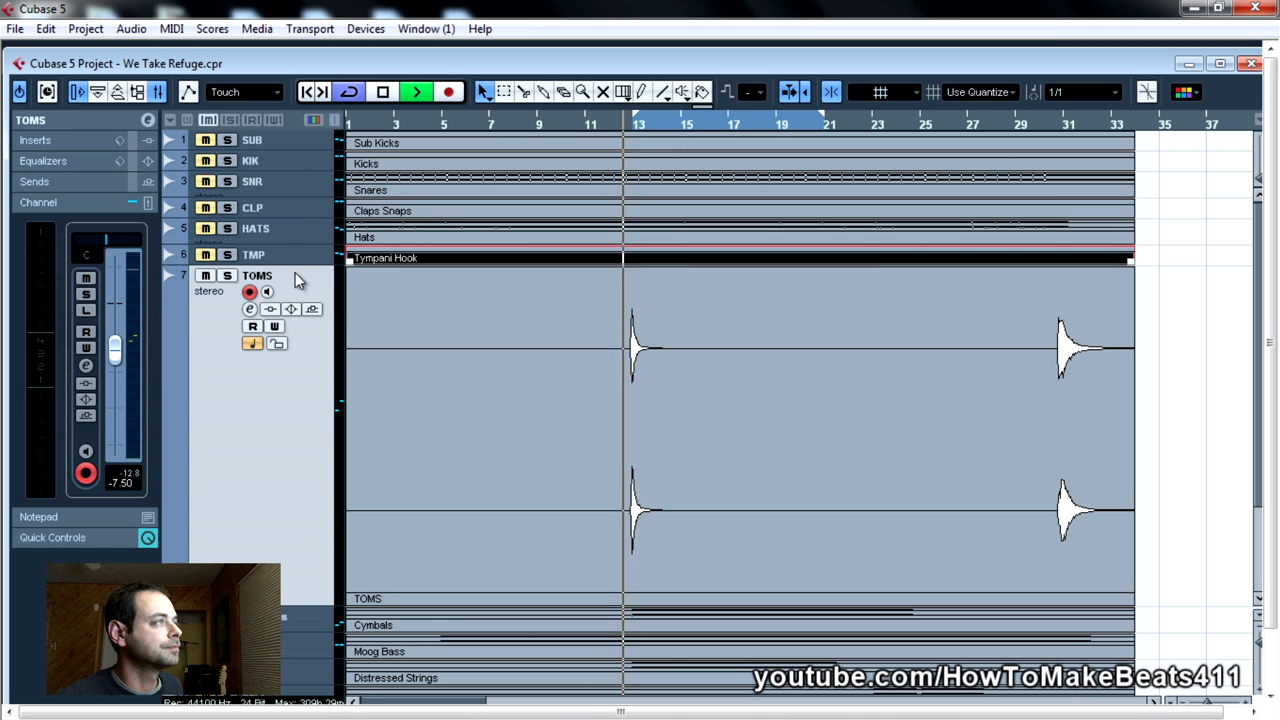 Cubase 5
File Edit Project Audio MIDI Scores Media Transport Devices Window (1) Help
Cubase 5 Project - We Take Refuge.cpr
Touch Use Quantize 1/1
TOMS
1 3 5 7 9 11 13 15 17 19 21 23 25 27 29 31 33 35 37
Inserts
Equalizers
Sends
Channel
C
M
S
L
R
W
e
-12.8
-7.50
Notepad
Quick Controls
1 m S SUB
2 m S KIK
3 m S SNR
stereo
4 m S CLP
5 m S HATS
stereo
6 m S TMP
7 m S TOMS
stereo
e
R W
Sub Kicks
Kicks
Snares
Claps Snaps
Hats
Tympani Hook
TOMS
Cymbals
Moog Bass
Distressed Strings
youtube.com/HowToMakeBeats411